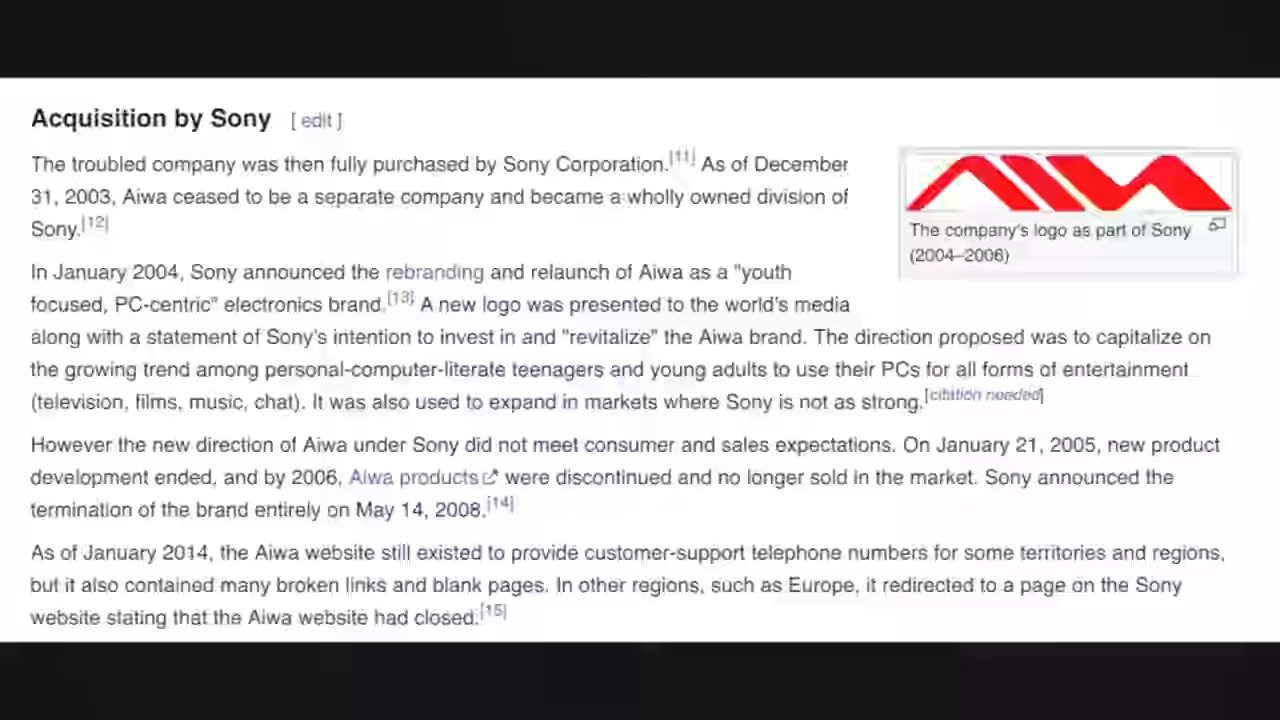 Acquisition by Sony [ edit ]
The troubled company was then fully purchased by Sony Corporation.[11] As of December
31, 2003, Aiwa ceased to be a separate company and became a wholly owned division of
Sony.[12]
AIWA
The company's logo as part of Sony
(2004–2006)
In January 2004, Sony announced the rebranding and relaunch of Aiwa as a "youth
focused, PC-centric" electronics brand.[13] A new logo was presented to the world's media
along with a statement of Sony's intention to invest in and "revitalize" the Aiwa brand. The direction proposed was to capitalize on
the growing trend among personal-computer-literate teenagers and young adults to use their PCs for all forms of entertainment
(television, films, music, chat). It was also used to expand in markets where Sony is not as strong.[citation needed]
However the new direction of Aiwa under Sony did not meet consumer and sales expectations. On January 21, 2005, new product
development ended, and by 2006, Aiwa products were discontinued and no longer sold in the market. Sony announced the
termination of the brand entirely on May 14, 2008.[14]
As of January 2014, the Aiwa website still existed to provide customer-support telephone numbers for some territories and regions,
but it also contained many broken links and blank pages. In other regions, such as Europe, it redirected to a page on the Sony
website stating that the Aiwa website had closed.[15]